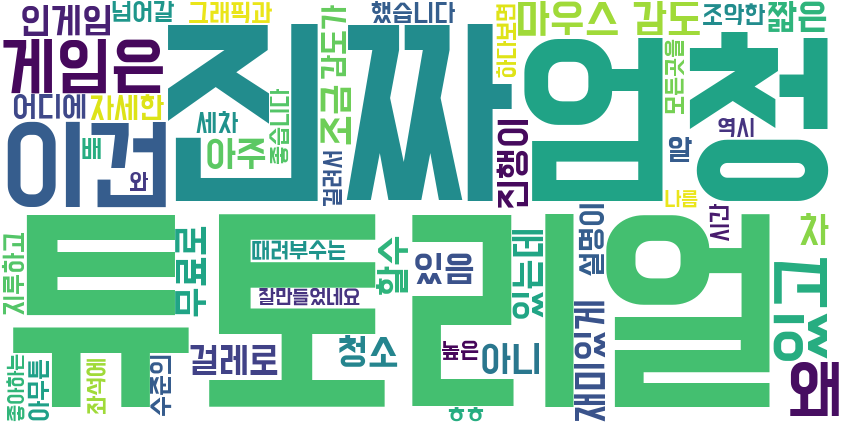 인게임
넘어갈
그래픽과
했습니다
마우스 감도
조악한
짧은
게임은
진짜
엄청
하다보면
모든곳을
어디에
자세한
조금
감도가
좋습니다
세차
이건
배
와
아주
걸려서
진행이
알
역시
나름
시간
차
튜토리얼
지루하고
무료로
때려부수는
할수
있음
있는데
설명이
잘만들었네요
재미있게
있고
걸레로
청소
높은
아니
왜
좋아하는
아무튼
좌석에
수준의
ㅎㅎ